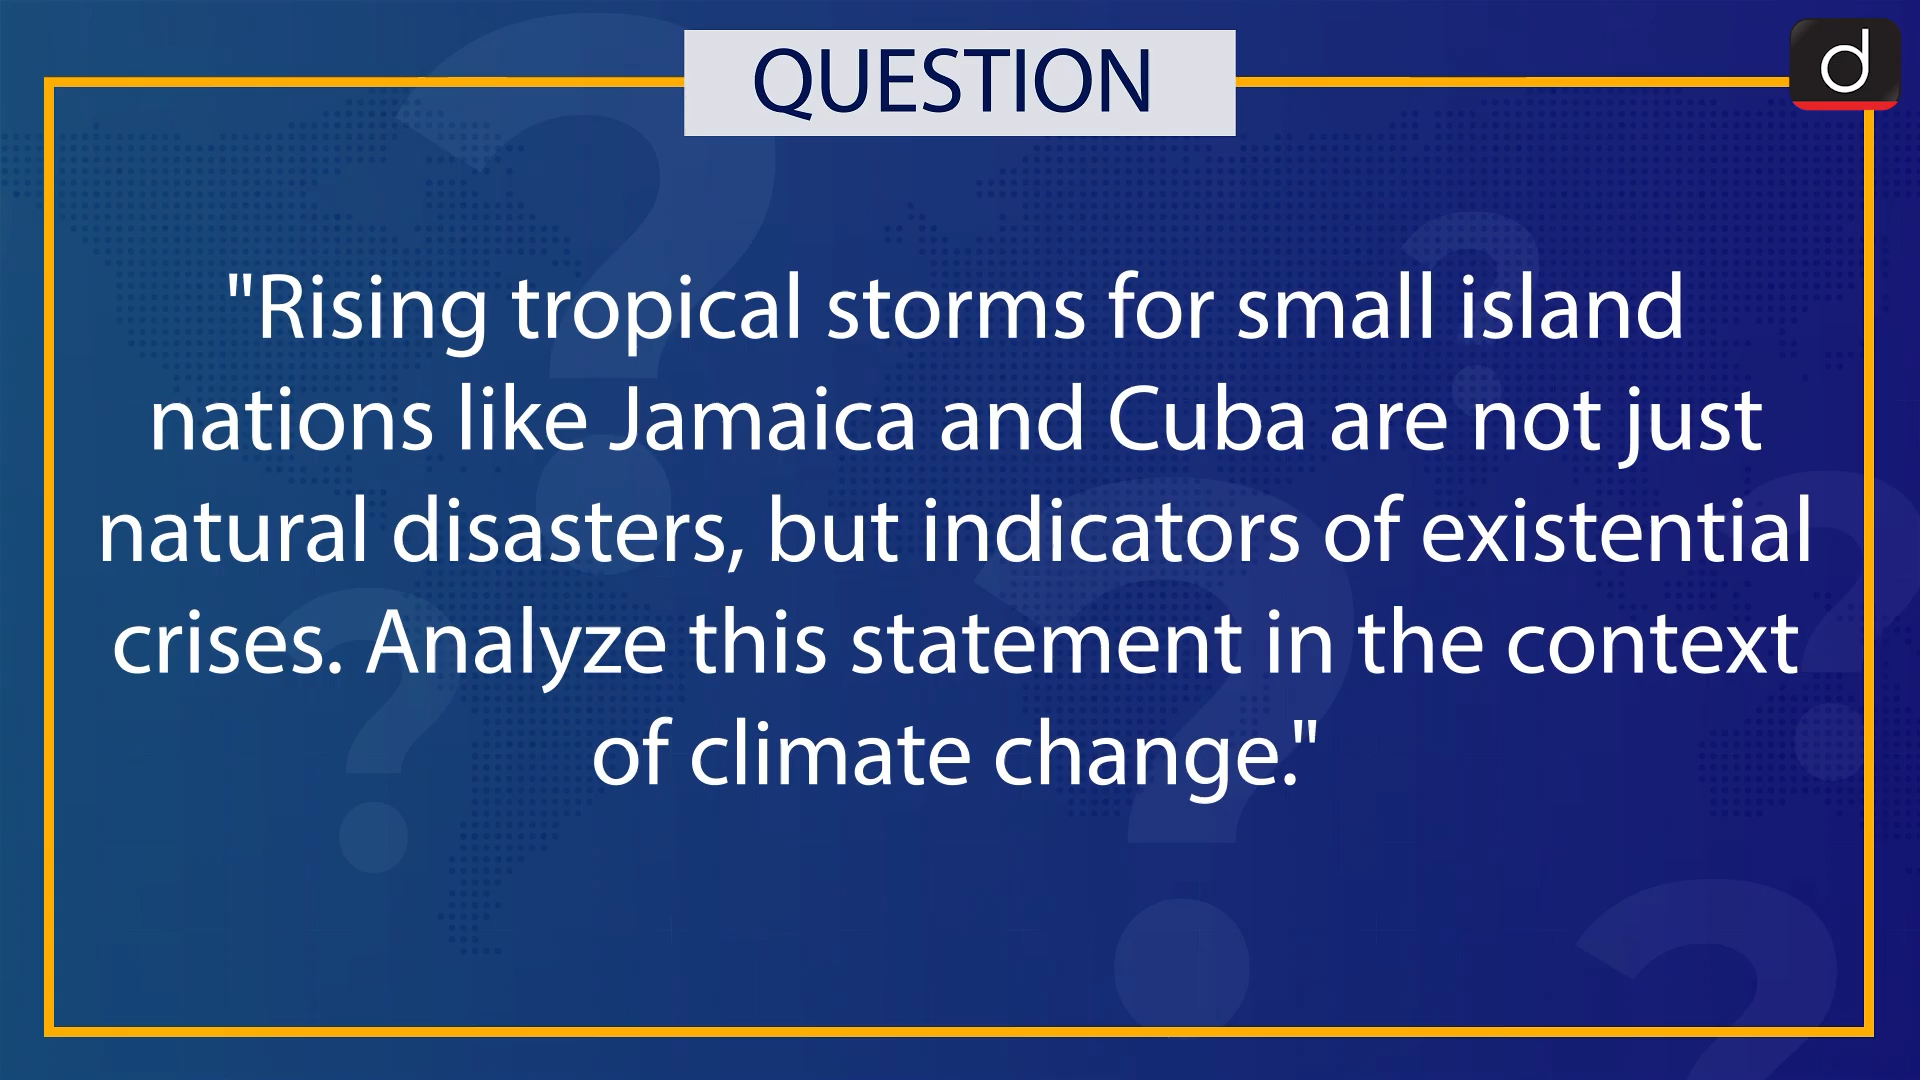 QUESTION
d
"Rising tropical storms for small island
nations like Jamaica and Cuba are not just
natural disasters, but indicators of existential
crises. Analyze this statement in the context
of climate change."